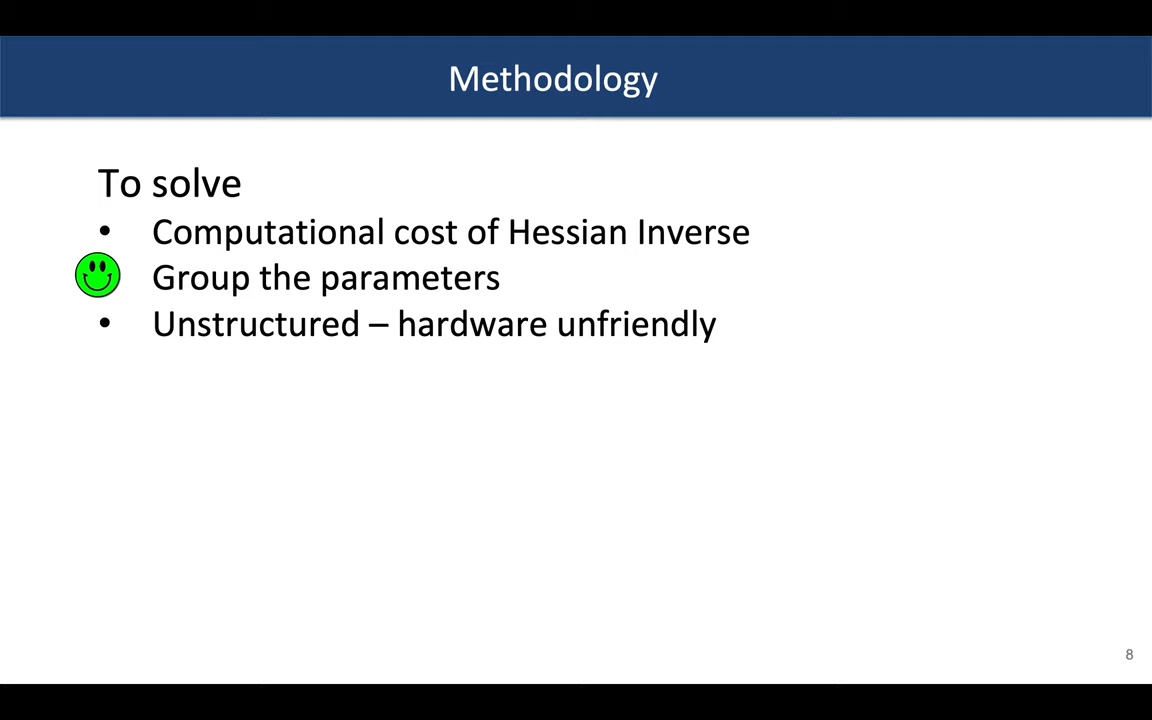 Methodology
To solve
• Computational cost of Hessian Inverse
Group the parameters
• Unstructured – hardware unfriendly
8